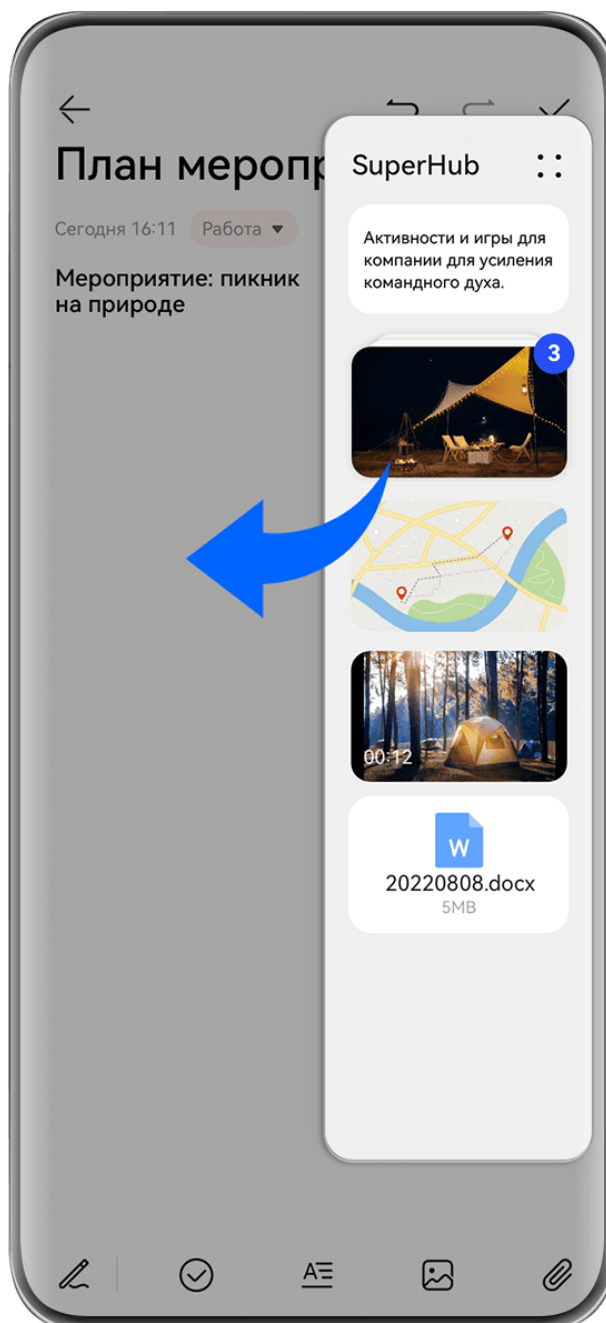 План меропр
Сегодня 16:11 Работа
Мероприятие: пикник
на природе
SuperHub
Активности и игры для
компании для усиления
командного духа.
3
00:12
W
20220808.docx
5MB